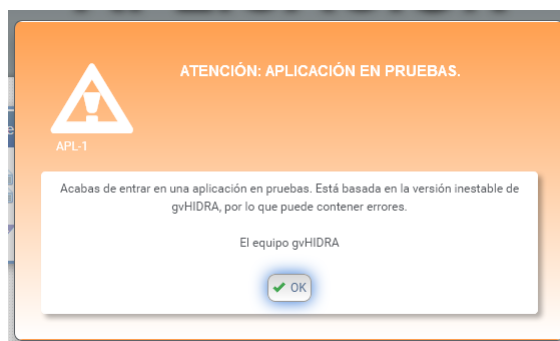 ATENCIÓN: APLICACIÓN EN PRUEBAS.
APL-1
Acabas de entrar en una aplicación en pruebas. Está basada en la versión inestable de
gvHIDRA, por lo que puede contener errores.
El equipo gvHIDRA
OK